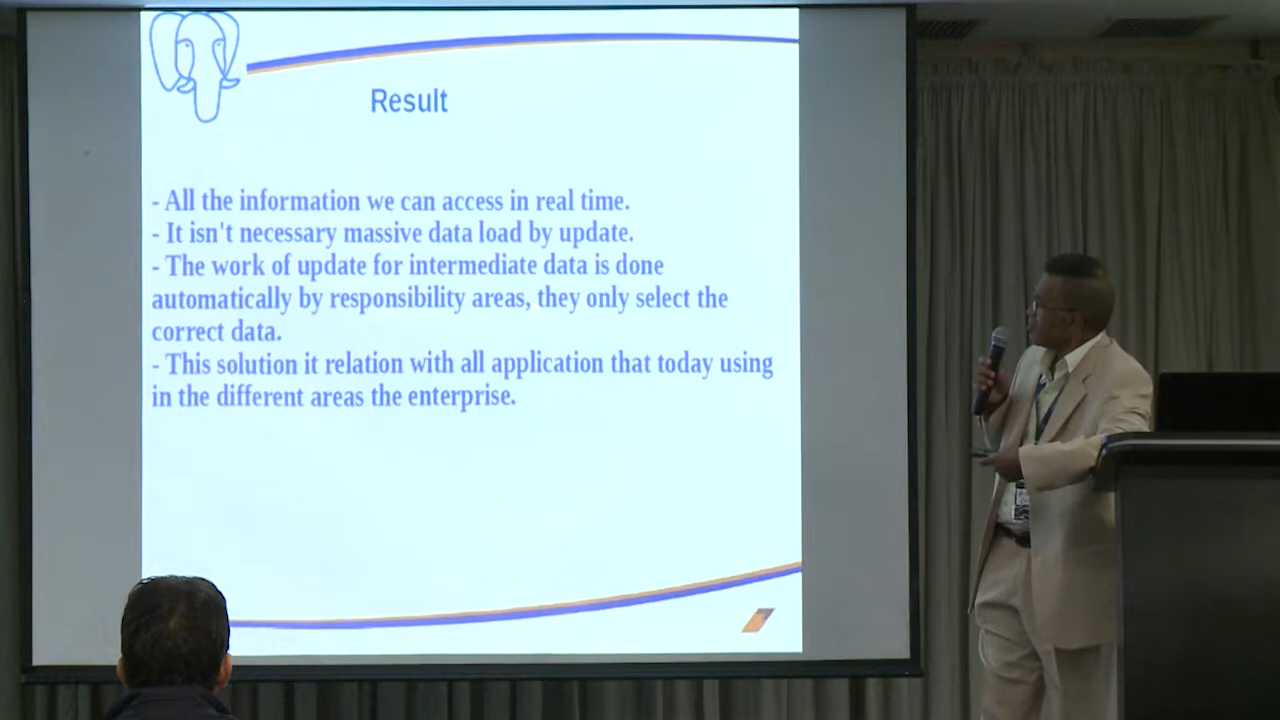 Result
- All the information we can access in real time.
- It isn't necessary massive data load by update.
- The work of update for intermediate data is done
automatically by responsibility areas, they only select the
correct data.
- This solution it relation with all application that today using
in the different areas the enterprise.